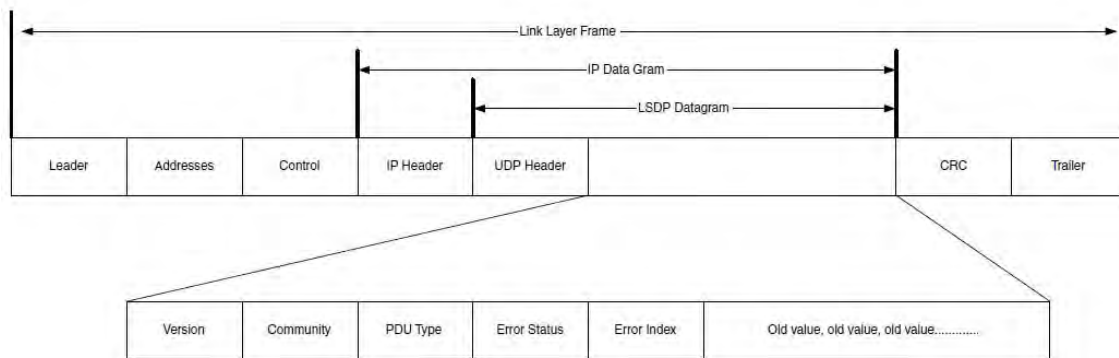 Link Layer Frame
IP Data Gram
LSDP Datagram
Leader Addresses Control IP Header UDP Header CRC Trailer
Version Community PDU Type Error Status Error Index Old value, old value, old value.............